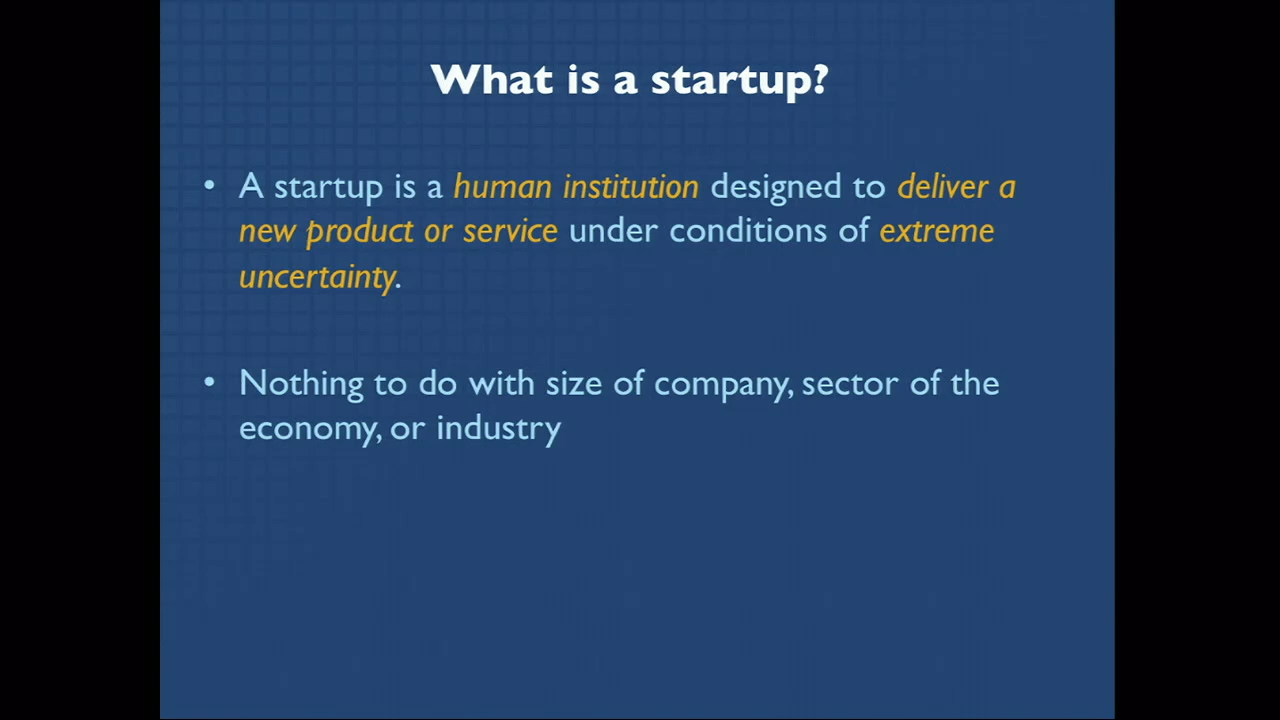 What is a startup?
• A startup is a human institution designed to deliver a
new product or service under conditions of extreme
uncertainty.
• Nothing to do with size of company, sector of the
economy, or industry